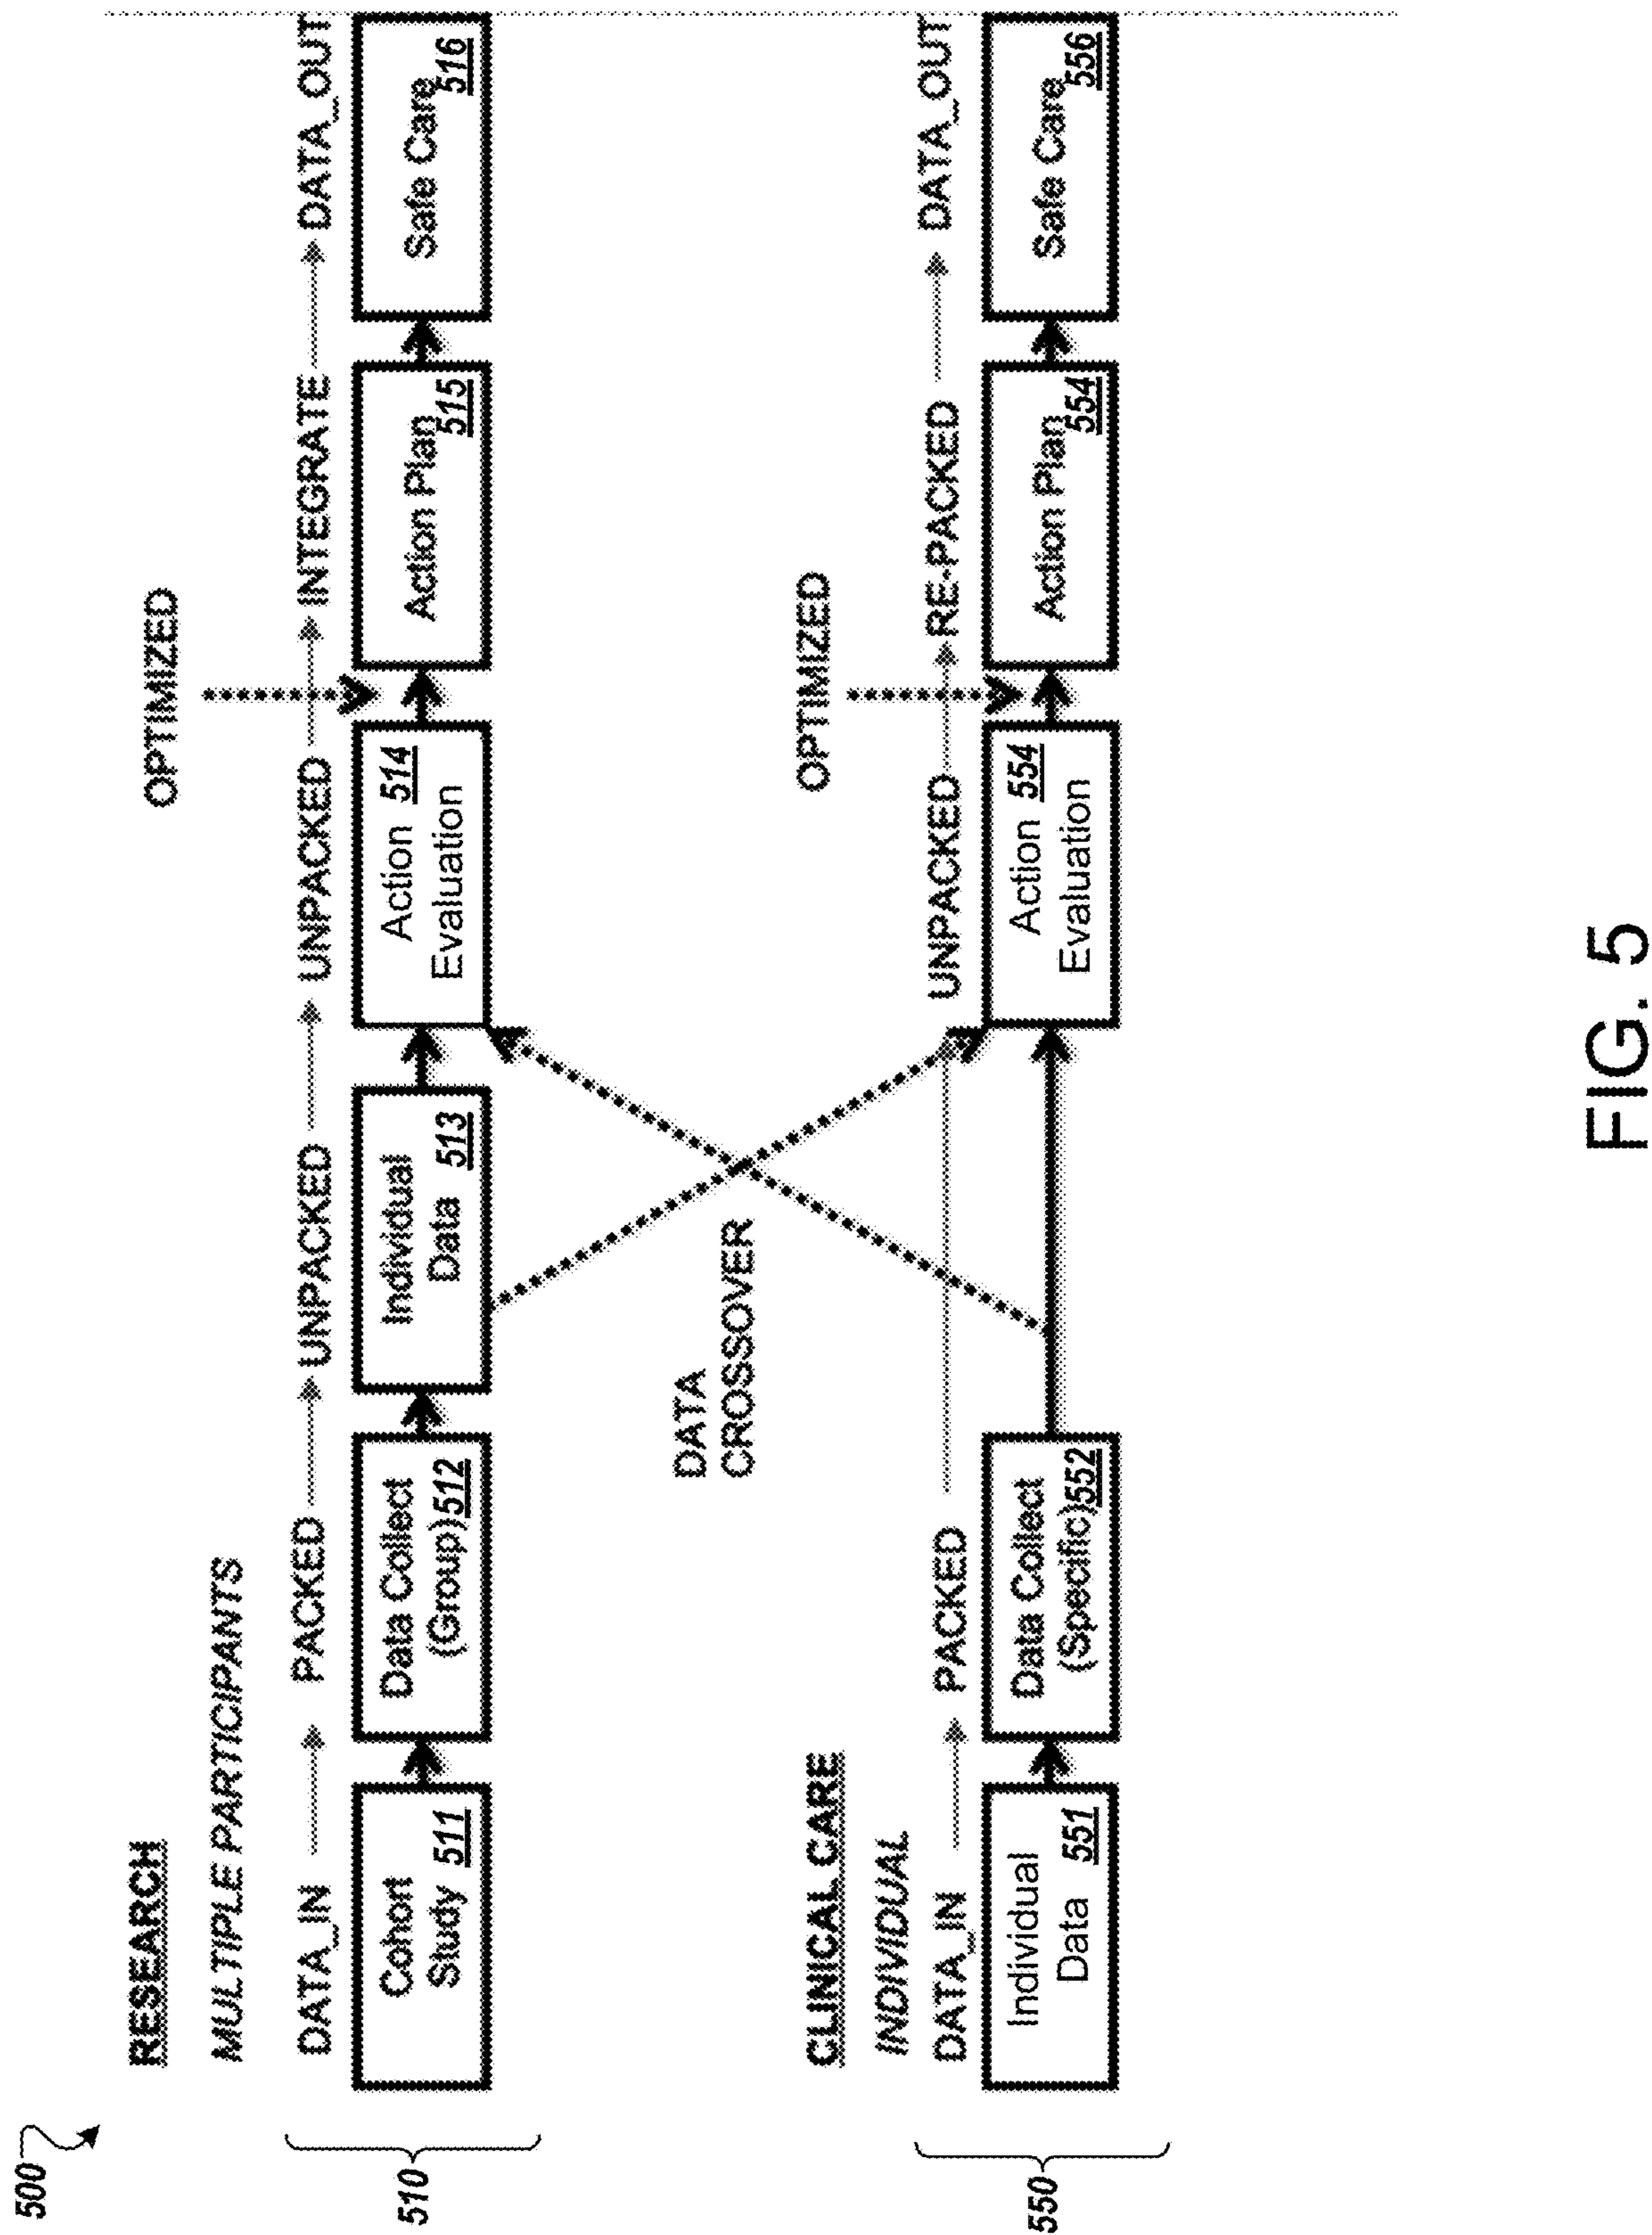 500
RESEARCH
MULTIPLE PARTICIPANTS
OPTIMIZED
DATA_IN PACKED UNPACKED UNPACKED INTEGRATE DATA_OUT
510
Cohort
Study 511
Data Collect
(Group)512
Individual
Data 513
Action 514
Evaluation
Action Plan
515
Safe Care
516
DATA
CROSSOVER
CLINICAL CARE
OPTIMIZED
INDIVIDUAL
DATA_IN PACKED UNPACKED RE-PACKED DATA_OUT
550
Individual
Data 551
Data Collect
(Specific)552
Action 554
Evaluation
Action Plan
554
Safe Care
556
FIG. 5